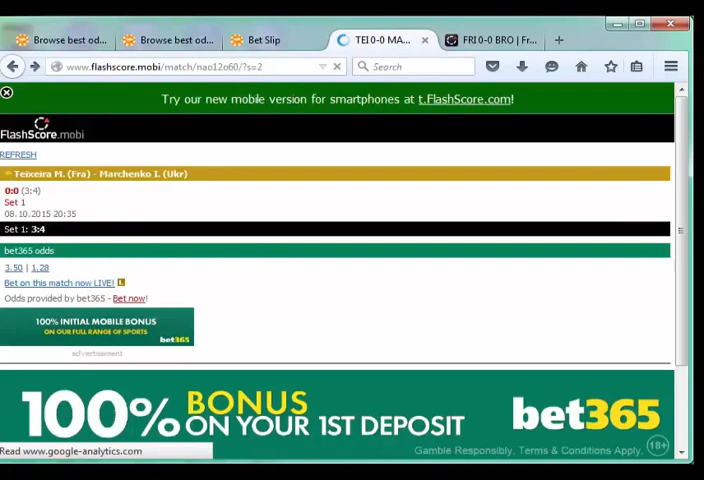 Browse best od...
Browse best od...
Bet Slip
TEI 0-0 MA...
FRI 0-0 BRO | Fr...
www.flashscore.mobi/match/nao12o60/?s=2
Search
Try our new mobile version for smartphones at t.FlashScore.com!
FlashScore.mobi
REFRESH
Teixeira M. (Fra) - Marchenko I. (Ukr)
0:0 (3:4)
Set 1
08.10.2015 20:35
Set 1: 3:4
bet365 odds
3.50 | 1.28
Bet on this match now LIVE!
Odds provided by bet365 - Bet now!
100% INITIAL MOBILE BONUS
ON OUR FULL RANGE OF SPORTS
bet365
advertisement
100% BONUS ON YOUR 1ST DEPOSIT
bet365
Gamble Responsibly. Terms & Conditions Apply. 18+
Read www.google-analytics.com